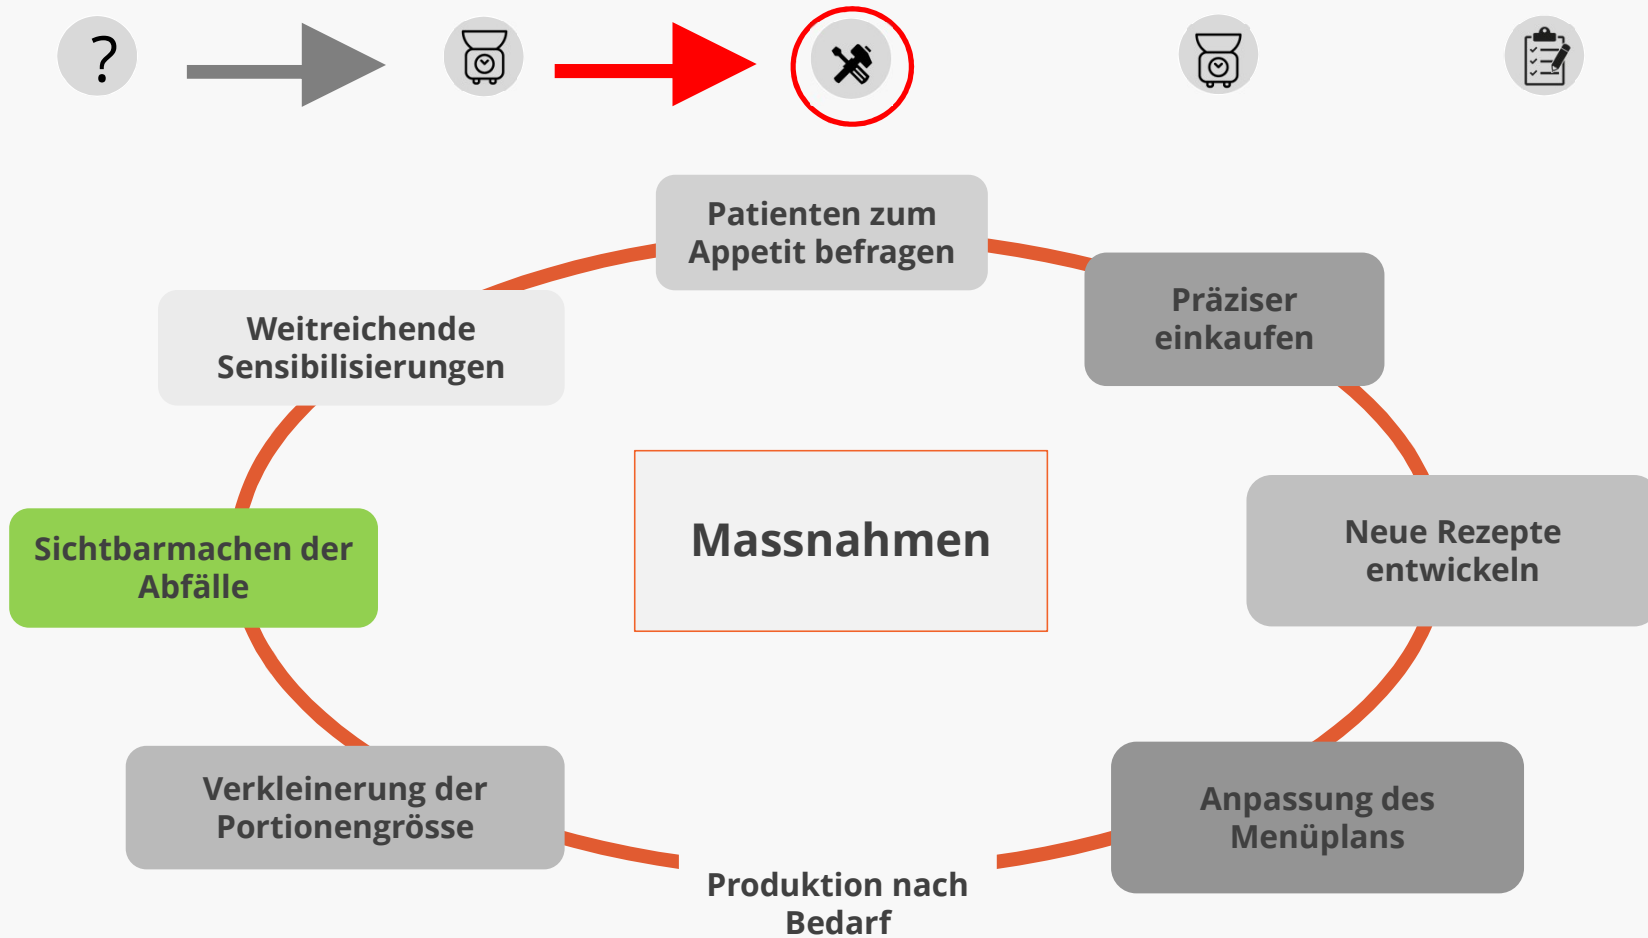 ?
Patienten zum
Appetit befragen
Präziser
einkaufen
Weitreichende
Sensibilisierungen
Massnahmen
Neue Rezepte
entwickeln
Sichtbarmachen der
Abfälle
Verkleinerung der
Portionengrösse
Anpassung des
Menüplans
Produktion nach
Bedarf